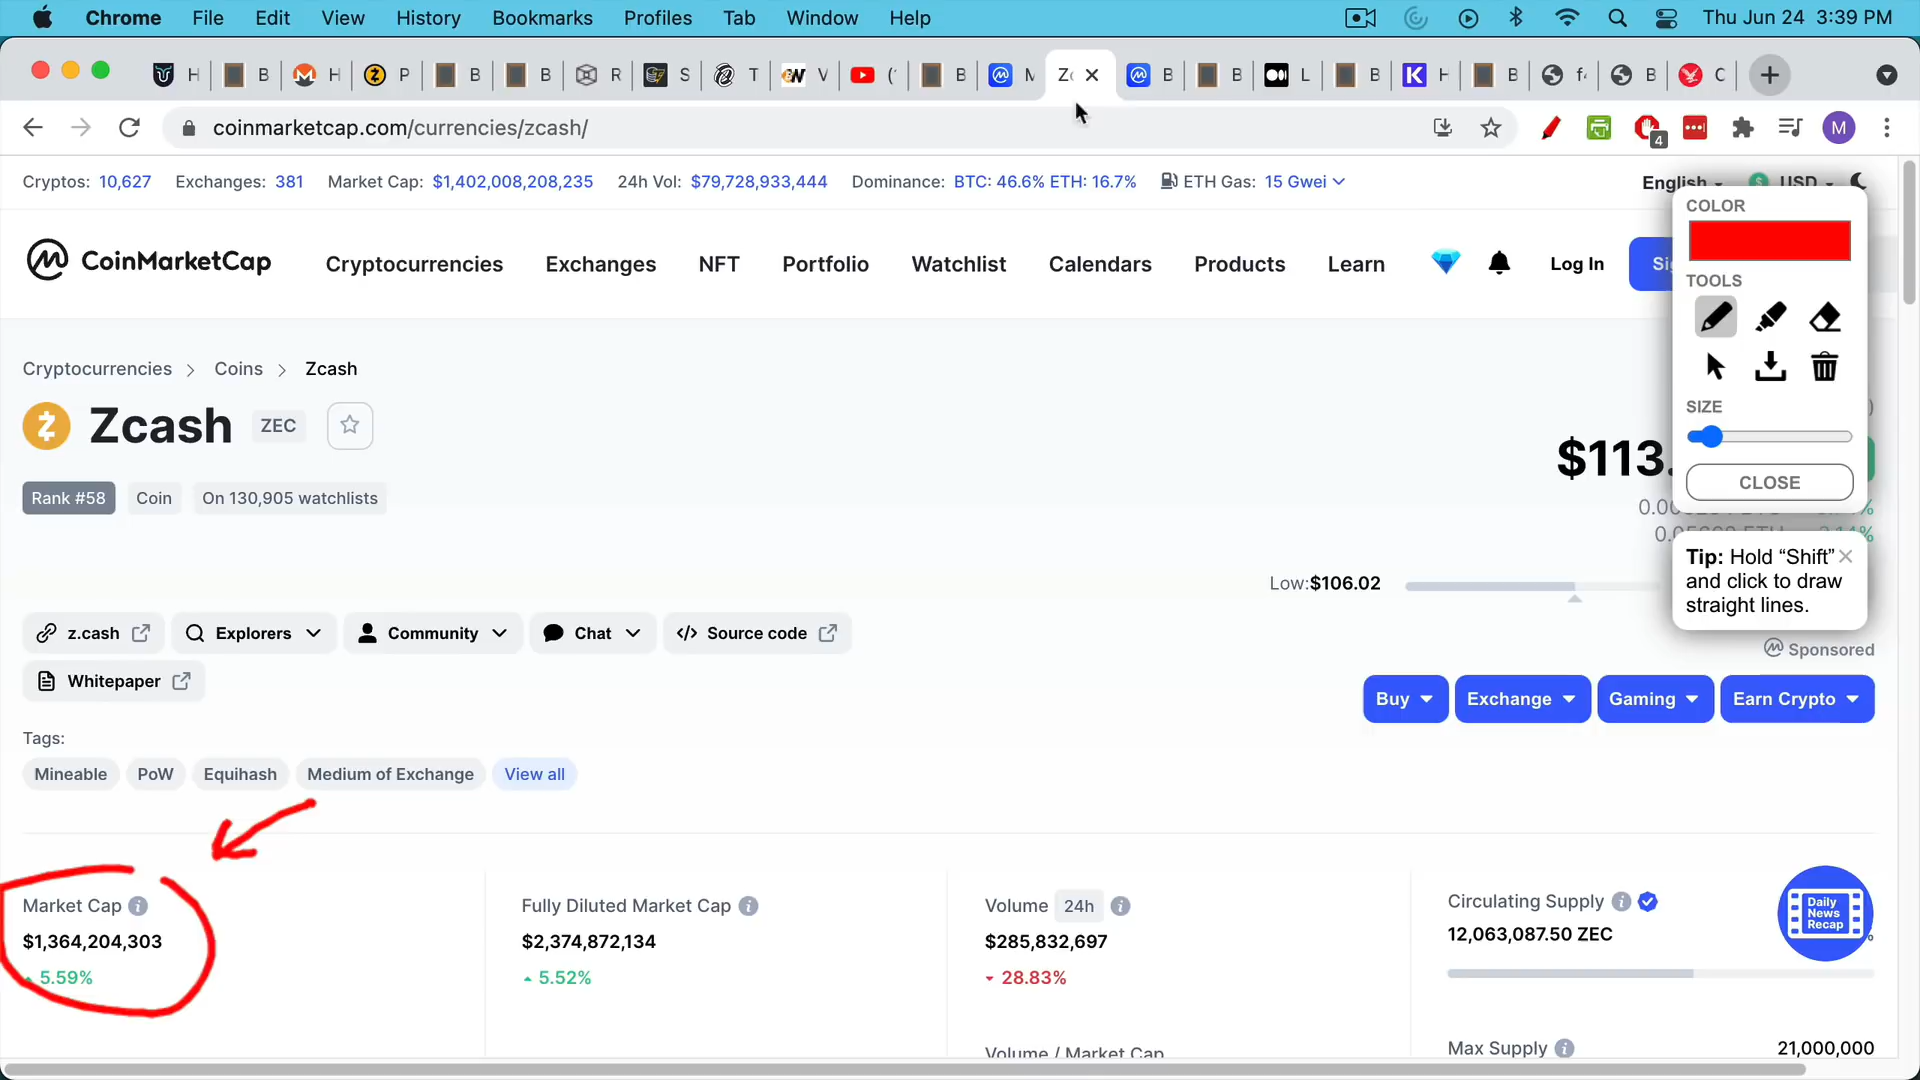 Chrome File Edit View History Bookmarks Profiles Tab Window Help Thu Jun 24 3:39 PM
H B H P B B R S T V ( B M Zc B B L B H B f B C
coinmarketcap.com/currencies/zcash/ 4 M
Cryptos: 10,627 Exchanges: 381 Market Cap: $1,402,008,208,235 24h Vol: $79,728,933,444 Dominance: BTC: 46.6% ETH: 16.7% ETH Gas: 15 Gwei English USD
COLOR
CoinMarketCap Cryptocurrencies Exchanges NFT Portfolio Watchlist Calendars Products Learn Log In
TOOLS
Cryptocurrencies > Coins > Zcash
SIZE
Zcash ZEC
$113.
CLOSE
Rank #58 Coin On 130,905 watchlists
Tip: Hold “Shift”
and click to draw
straight lines.
Low:$106.02
z.cash Explorers Community Chat Source code
Sponsored
Whitepaper
Buy Exchange Gaming Earn Crypto
Tags:
Mineable PoW Equihash Medium of Exchange View all
Market Cap Fully Diluted Market Cap Volume 24h Circulating Supply
$1,364,204,303 $2,374,872,134 $285,832,697 12,063,087.50 ZEC
5.59% 5.52% 28.83%
Daily
News
Recap
Volume / Market Cap Max Supply 21,000,000